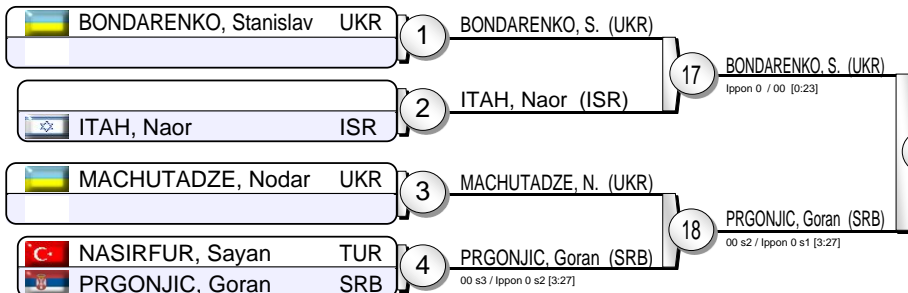 BONDARENKO, Stanislav UKR
1
BONDARENKO, S. (UKR)
17
BONDARENKO, S. (UKR)
Ippon 0 / 00 [0:23]
2
ITAH, Naor (ISR)
ITAH, Naor ISR
MACHUTADZE, Nodar UKR
3
MACHUTADZE, N. (UKR)
18
PRGONJIC, Goran (SRB)
00 s2 / Ippon 0 s1 [3:27]
NASIRFUR, Sayan TUR
4
PRGONJIC, Goran (SRB)
00 s3 / Ippon 0 s2 [3:27]
PRGONJIC, Goran SRB